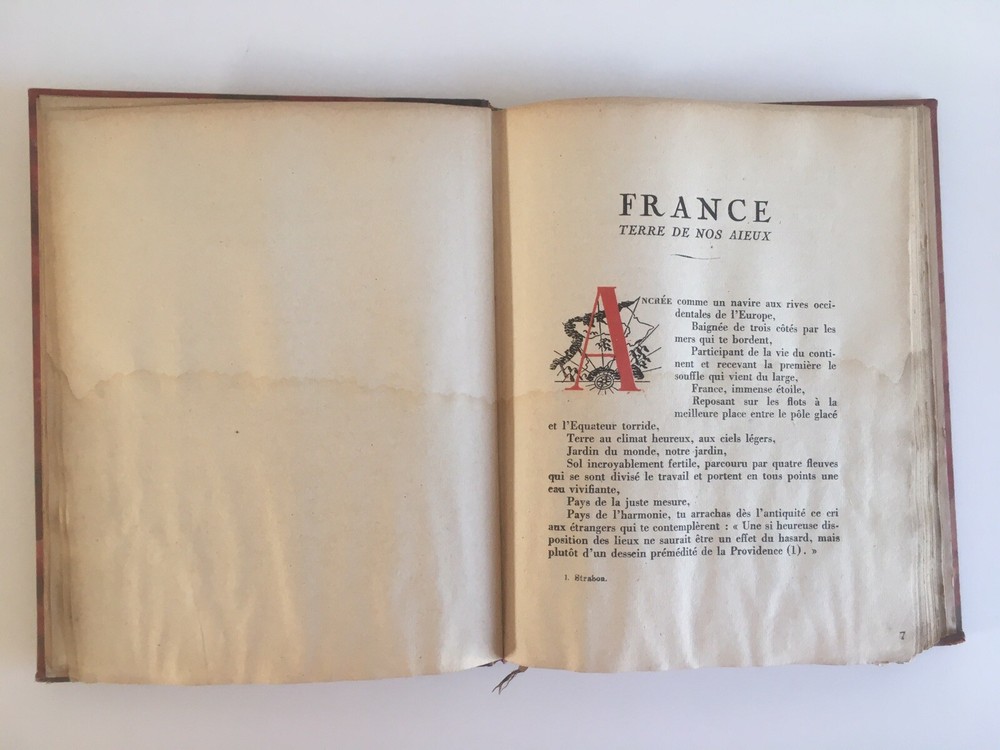 FRANCE
TERRE DE NOS AIEUX
ANCRÉE comme un navire aux rives occi-
dentales de l'Europe,
Baignée de trois côtés par les
mers qui te bordent,
Participant de la vie du conti-
nent et recevant la première le
souffle qui vient du large,
France, immense étoile,
Reposant sur les flots à la
meilleure place entre le pôle glacé
et l'Equateur torride,
Terre au climat heureux, aux ciels légers,
Jardin du monde, notre jardin,
Sol incroyablement fertile, parcouru par quatre fleuves
qui se sont divisé le travail et portent en tous points une
eau vivifiante,
Pays de la juste mesure,
Pays de l'harmonie, tu arrachas dès l'antiquité ce cri
aux étrangers qui te contemplèrent : « Une si heureuse dis-
position des lieux ne saurait être un effet du hasard, mais
plutôt d'un dessein prémédité de la Providence (1). »
1. Strabon.
7